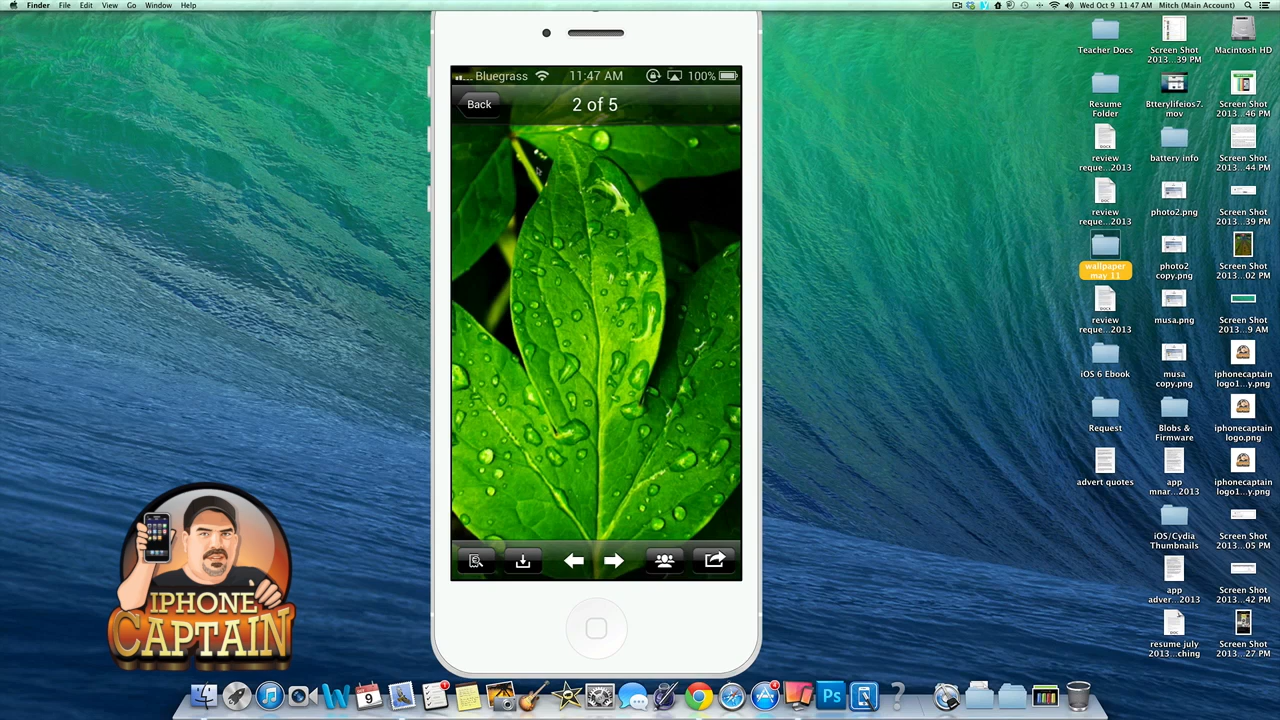 Finder File Edit View Go Window Help
Wed Oct 9 11:47 AM Mitch (Main Account)
Bluegrass 11:47 AM 100%
Back 2 of 5
IPHONE
CAPTAIN
Teacher Docs
Resume
Folder
review
reque...2013
review
reque...2013
wallpaper
may 11
review
reque...2013
iOS 6 Ebook
Request
advert quotes
Screen Shot
2013...39 PM
Btterylifeios7.
mov
battery info
photo2.png
photo2
copy.png
musa.png
musa
copy.png
Blobs &
Firmware
app
mnar...2013
iOS/Cydia
Thumbnails
app
adver...2013
resume july
2013...ching
Macintosh HD
Screen Shot
2013...46 PM
Screen Shot
2013...44 PM
Screen Shot
2013...39 PM
Screen Shot
2013...02 PM
Screen Shot
2013...9 AM
iphonecaptain
logo1...y.png
iphonecaptain
logo.png
iphonecaptain
logo1...y.png
Screen Shot
2013...05 PM
Screen Shot
2013...42 PM
Screen Shot
2013...27 PM
9
Ps